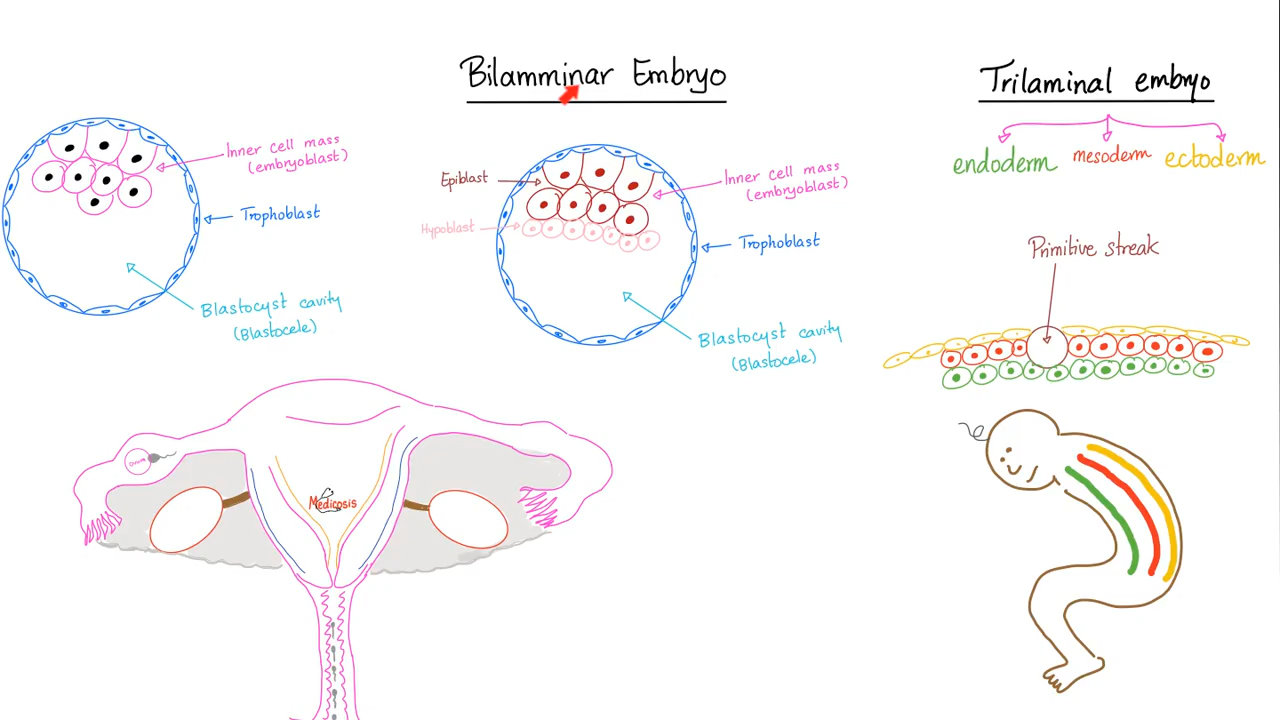 Bilamminar Embryo
Trilaminal embryo
endoderm mesoderm ectoderm
Inner cell mass
(embryoblast)
Trophoblast
Blastocyst cavity
(Blastocele)
Epiblast
Hypoblast
Inner cell mass
(embryoblast)
Trophoblast
Blastocyst cavity
(Blastocele)
Primitive streak
Medicosis